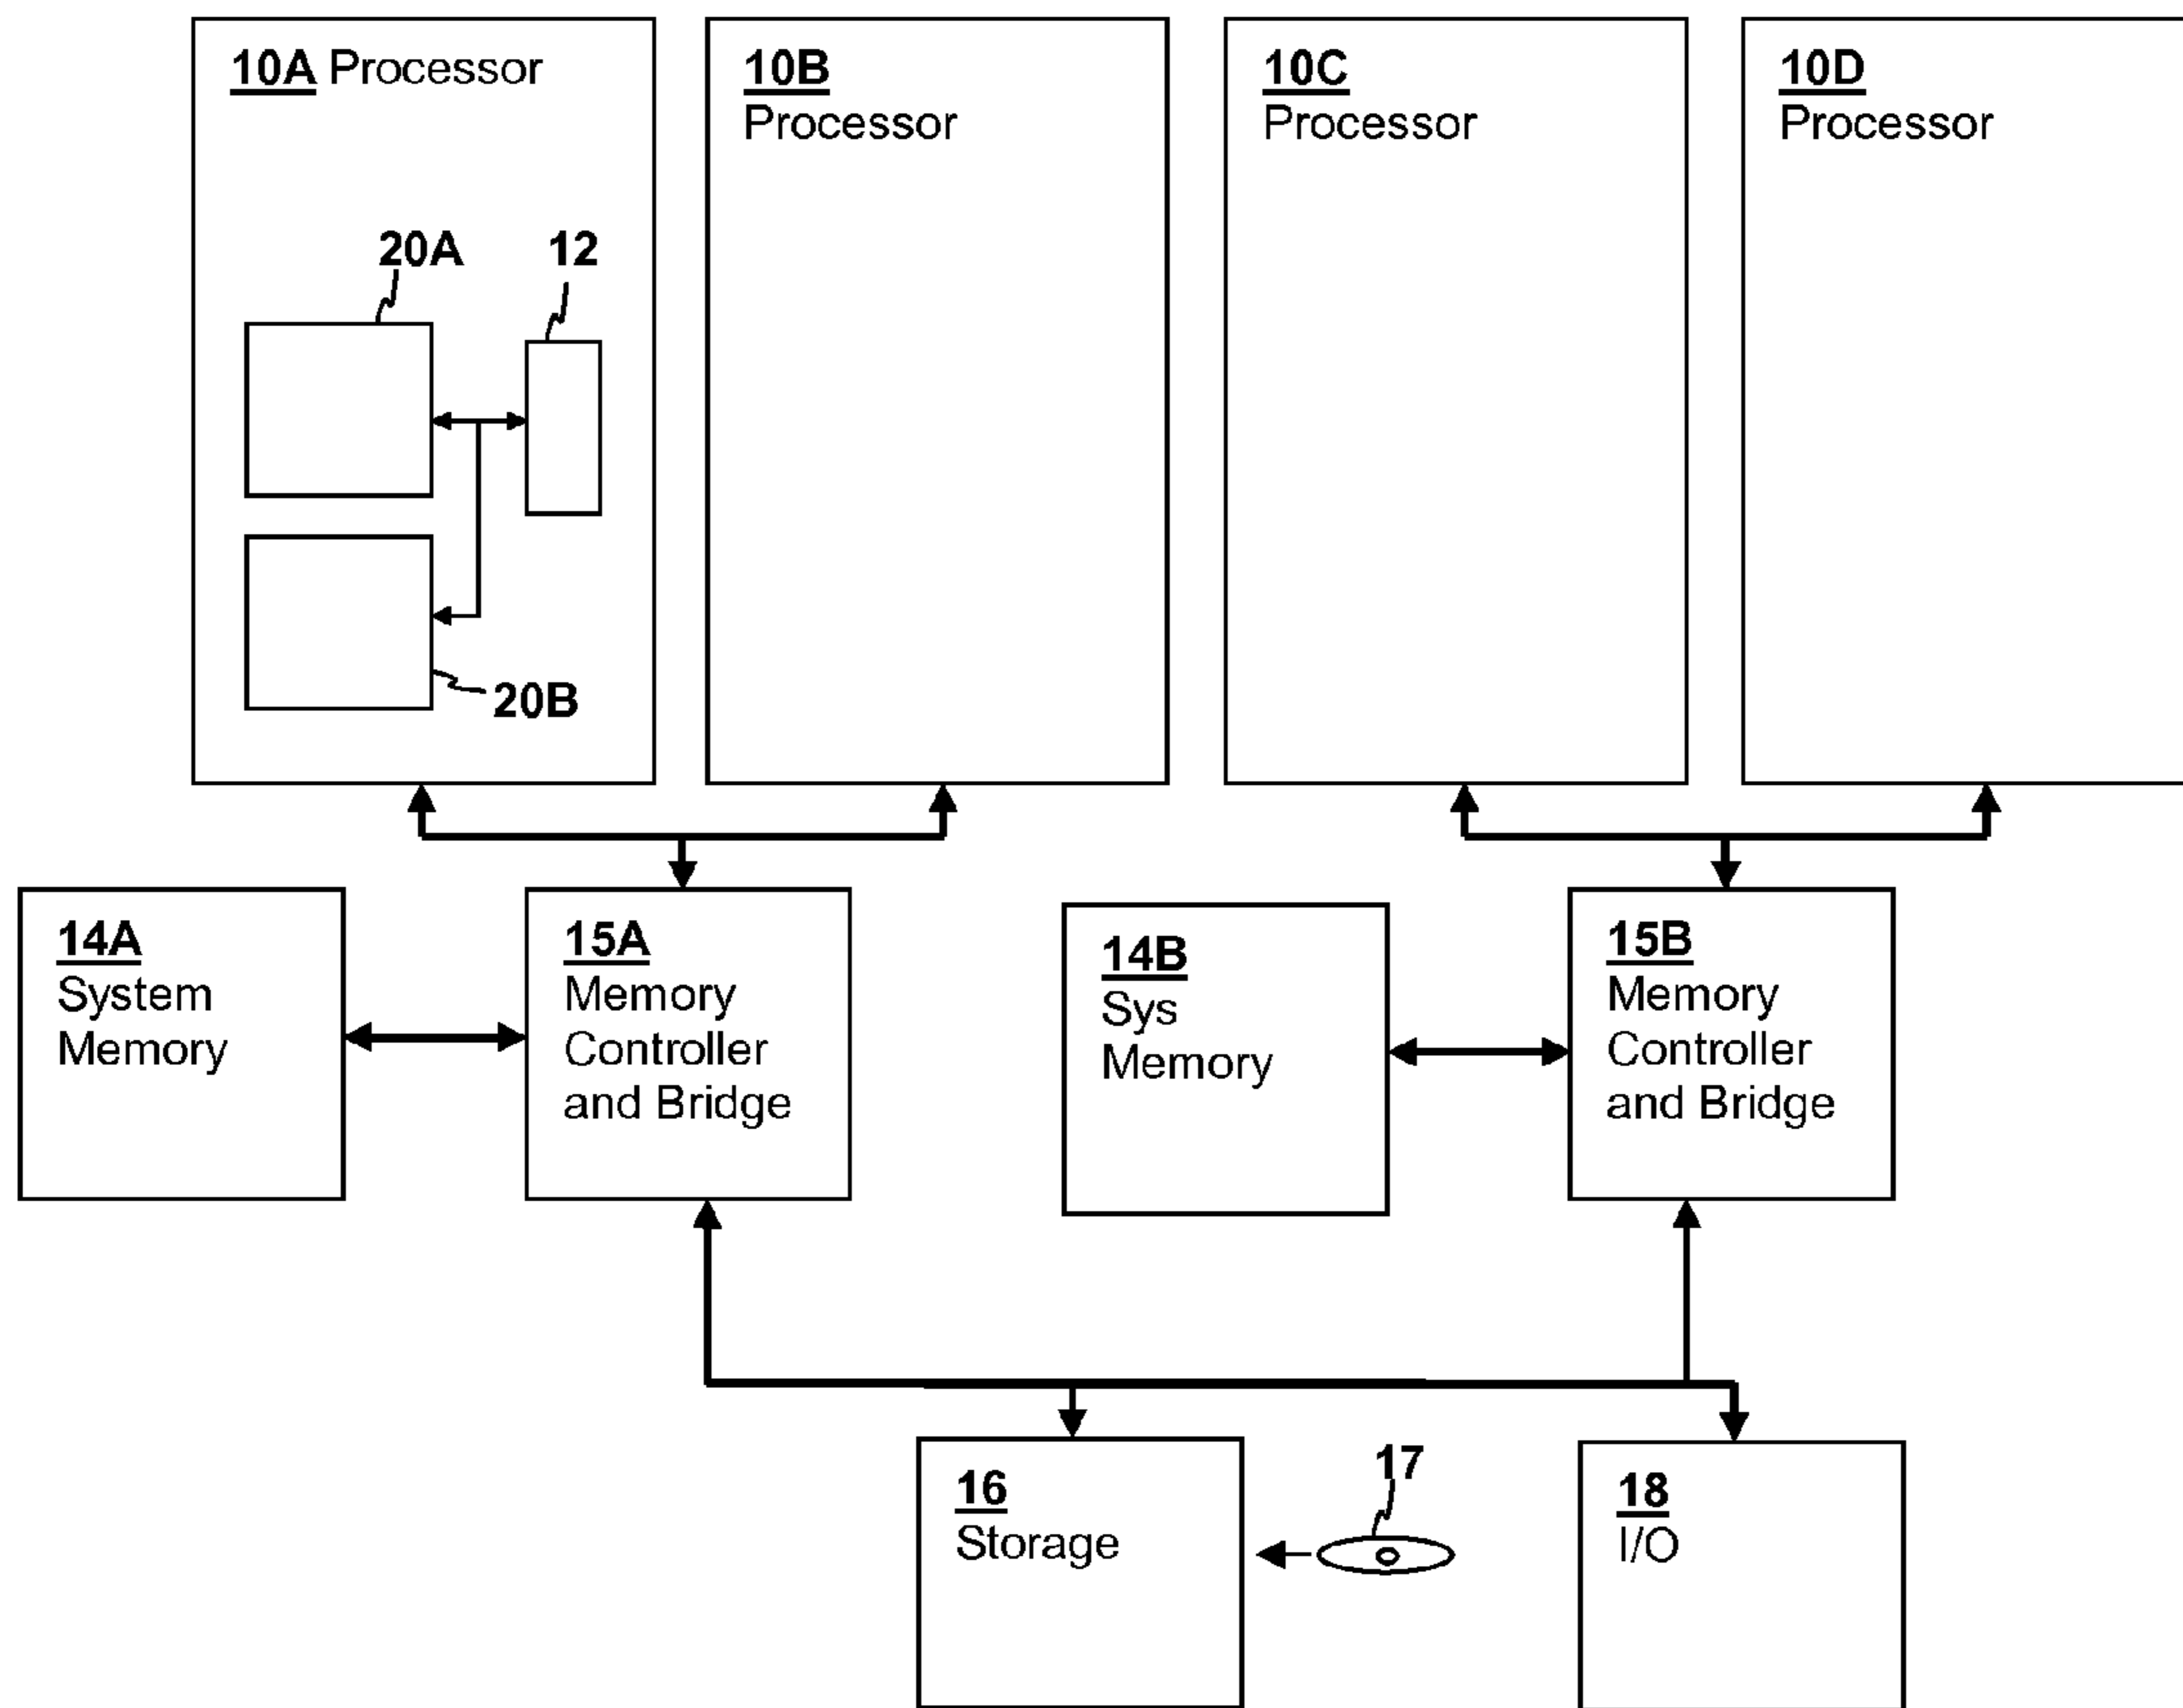 10A Processor
10B
Processor
10C
Processor
10D
Processor
20A
12
20B
14A
System
Memory
15A
Memory
Controller
and Bridge
14B
Sys
Memory
15B
Memory
Controller
and Bridge
16
Storage
17
18
I/O